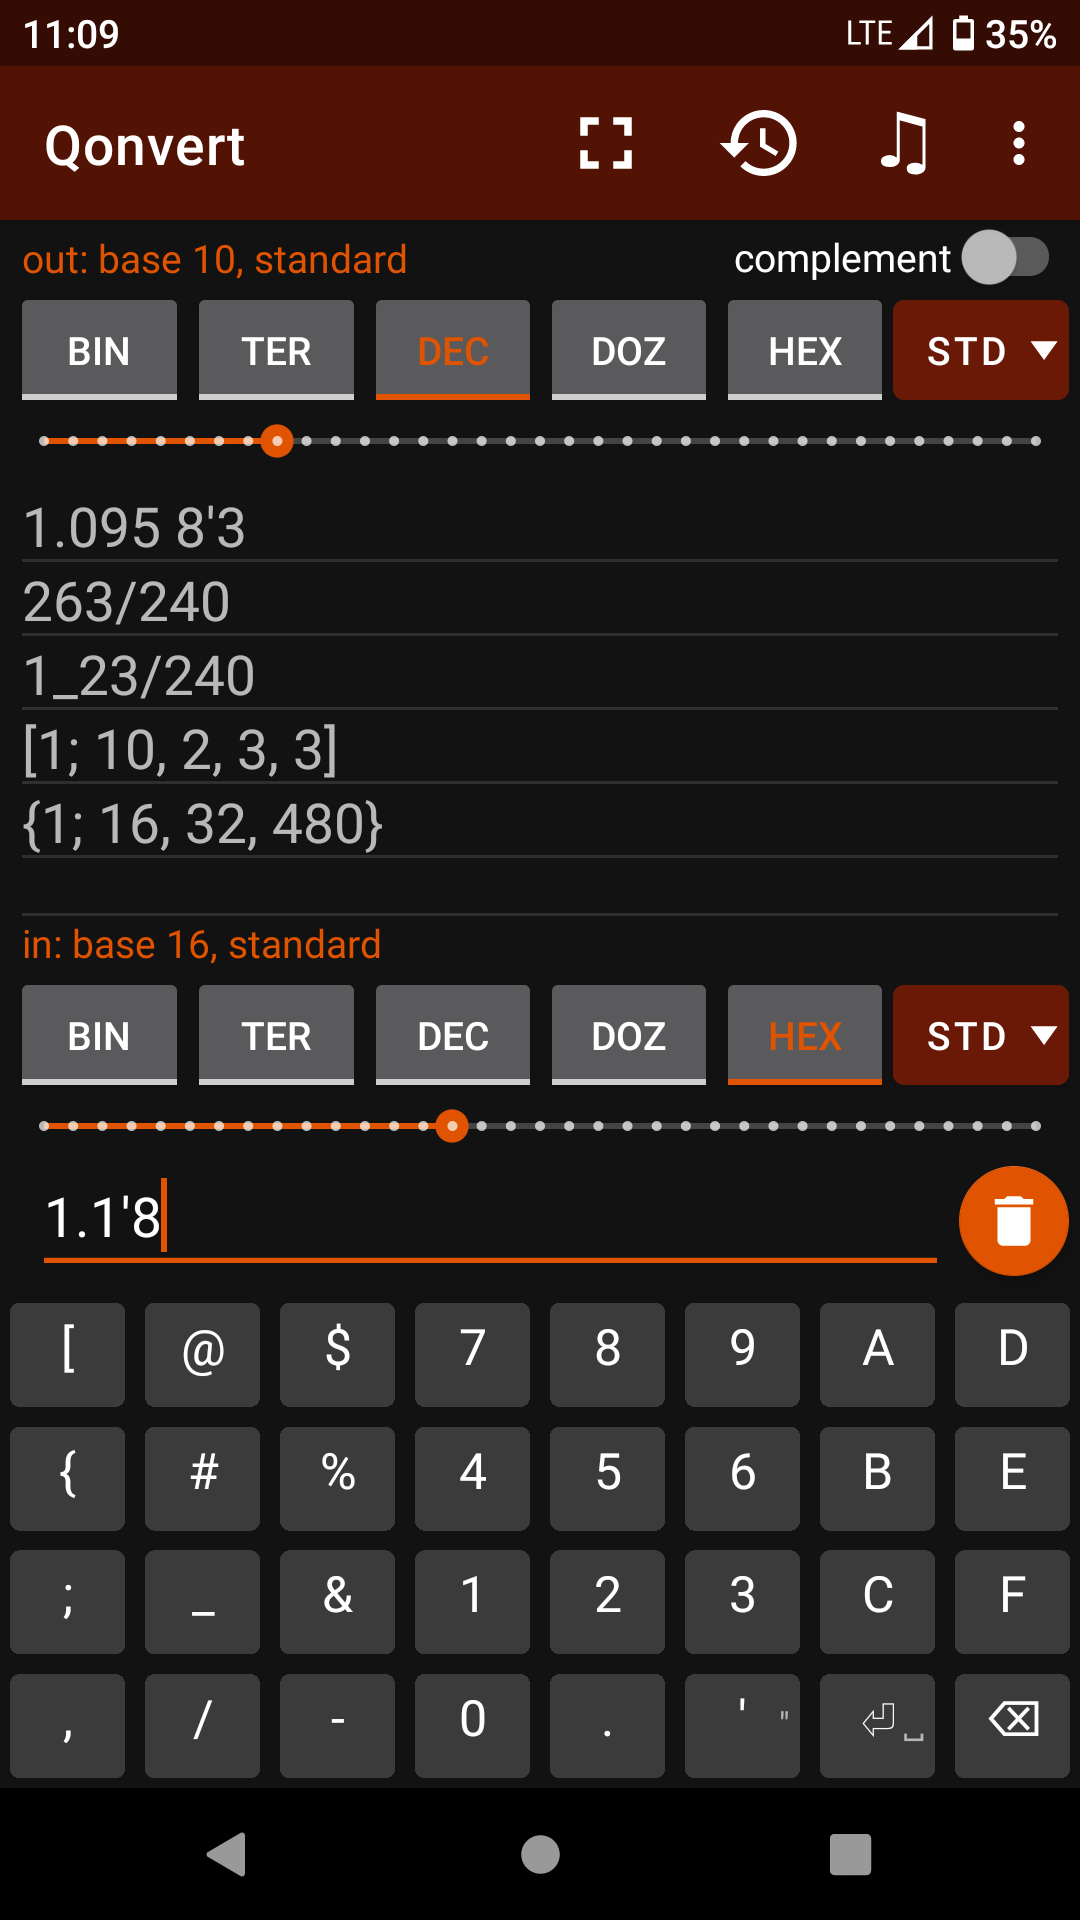 11:09 LTE 35%
Qonvert
out: base 10, standard complement
BIN TER DEC DOZ HEX STD
1.095 8'3
263/240
1_23/240
[1; 10, 2, 3, 3]
{1; 16, 32, 480}
in: base 16, standard
BIN TER DEC DOZ HEX STD
1.1'8
[ @ $ 7 8 9 A D
{ # % 4 5 6 B E
; _ & 1 2 3 C F
, / - 0 . ' "